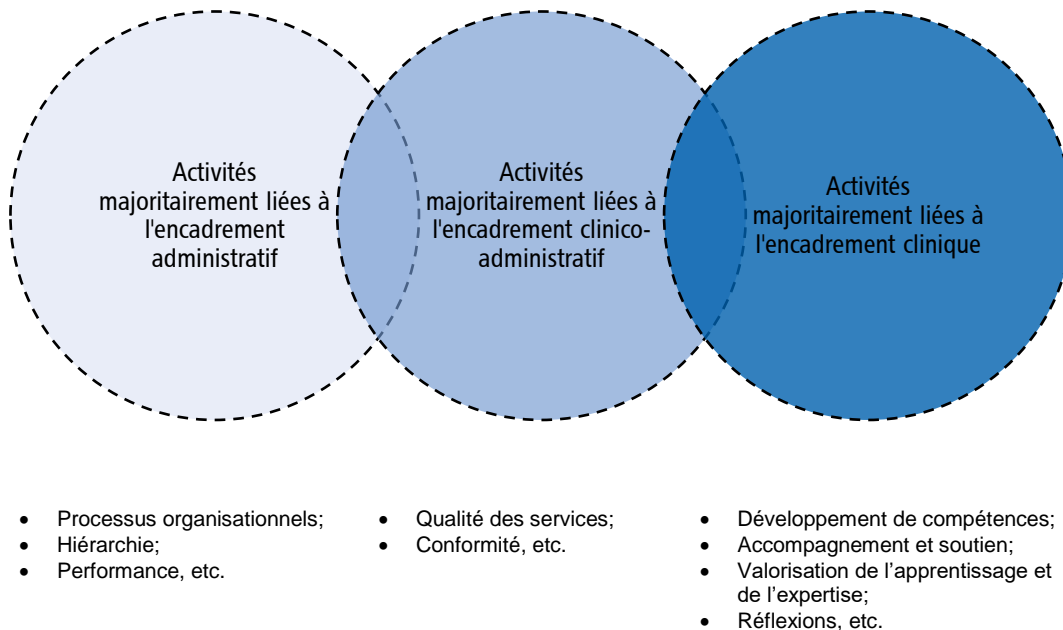 Activités
majoritairement liées à
l'encadrement
administratif
Activités
majoritairement liées à
l'encadrement clinico-
administratif
Activités
majoritairement liées à
l'encadrement clinique
• Processus organisationnels;
• Hiérarchie;
• Performance, etc.
• Qualité des services;
• Conformité, etc.
• Développement de compétences;
• Accompagnement et soutien;
• Valorisation de l’apprentissage et
de l’expertise;
• Réflexions, etc.